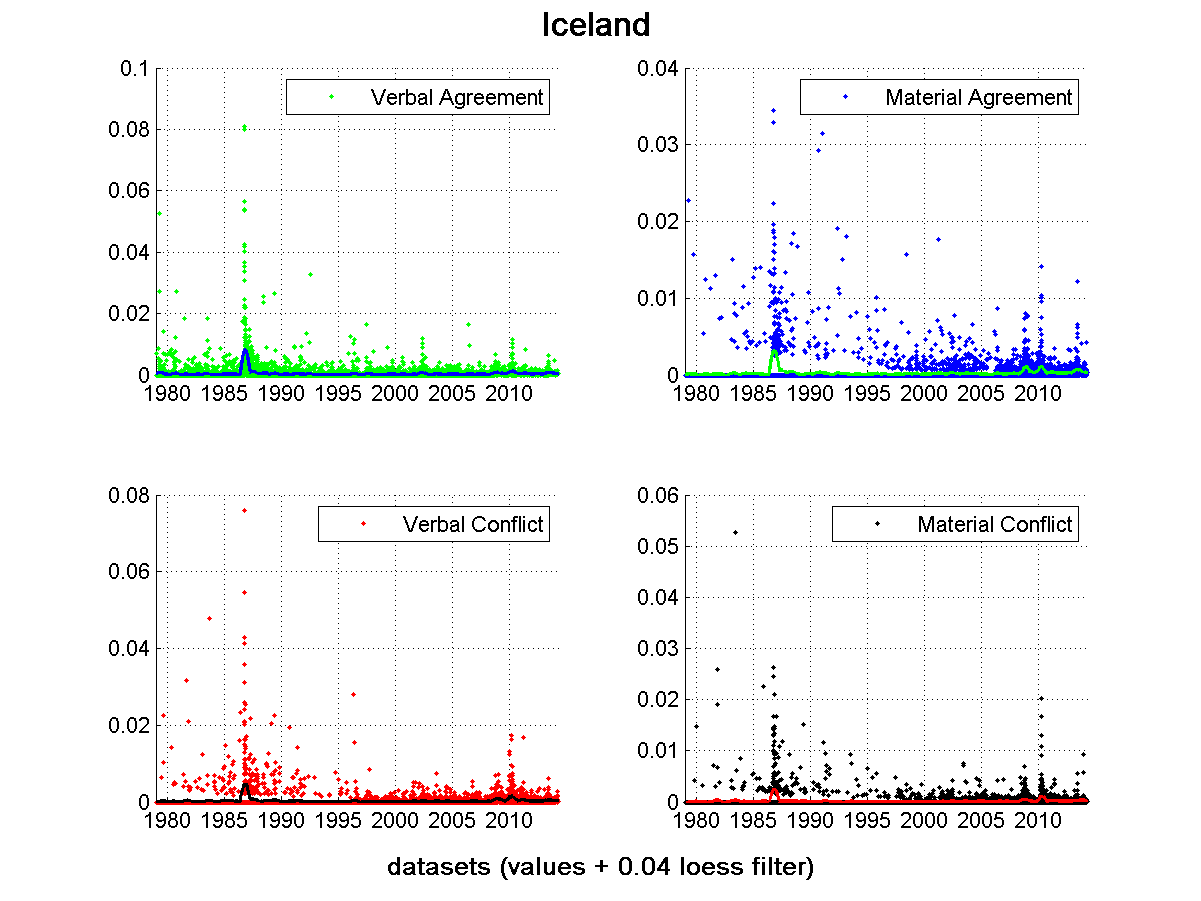 Iceland
0.1
0.08
0.06
0.04
0.02
0
1980 1985 1990 1995 2000 2005 2010
Verbal Agreement
0.04
0.03
0.02
0.01
0
1980 1985 1990 1995 2000 2005 2010
Material Agreement
0.08
0.06
0.04
0.02
0
1980 1985 1990 1995 2000 2005 2010
Verbal Conflict
0.06
0.05
0.04
0.03
0.02
0.01
0
1980 1985 1990 1995 2000 2005 2010
Material Conflict
datasets (values + 0.04 loess filter)